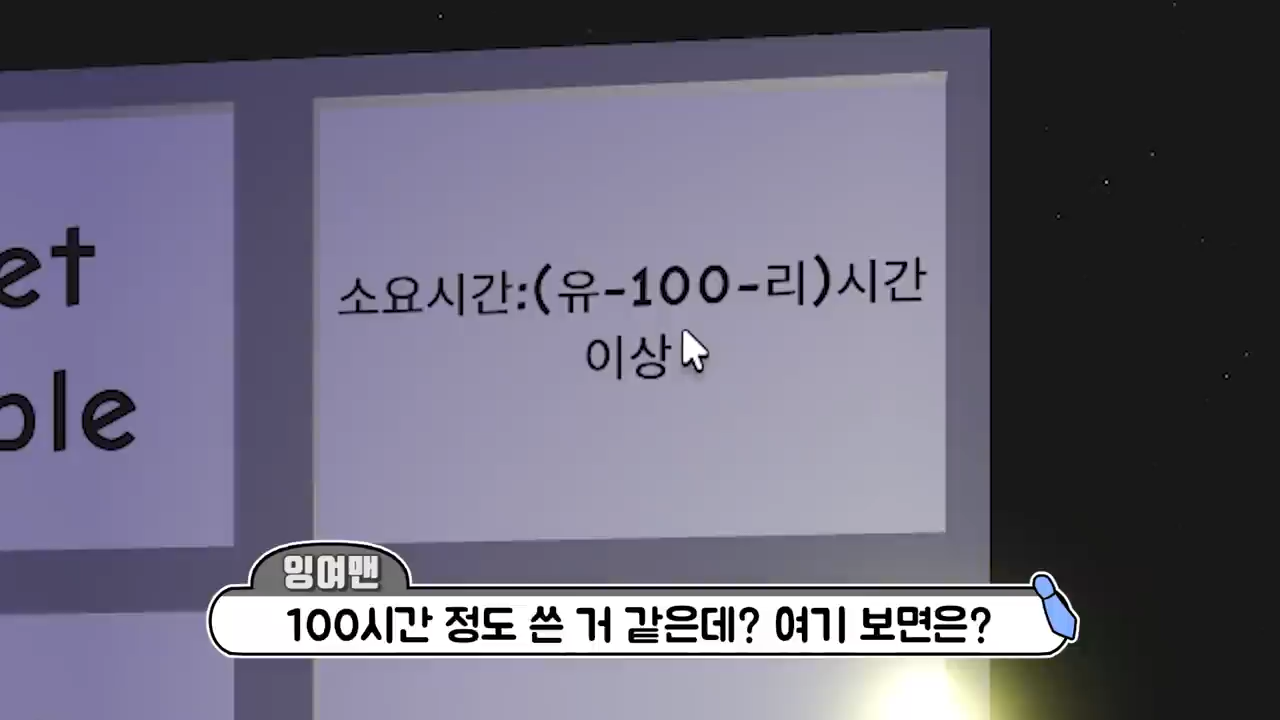 et
ble
소요시간:(유-100-리)시간
이상
잉여맨
100시간 정도 쓴 거 같은데? 여기 보면은?